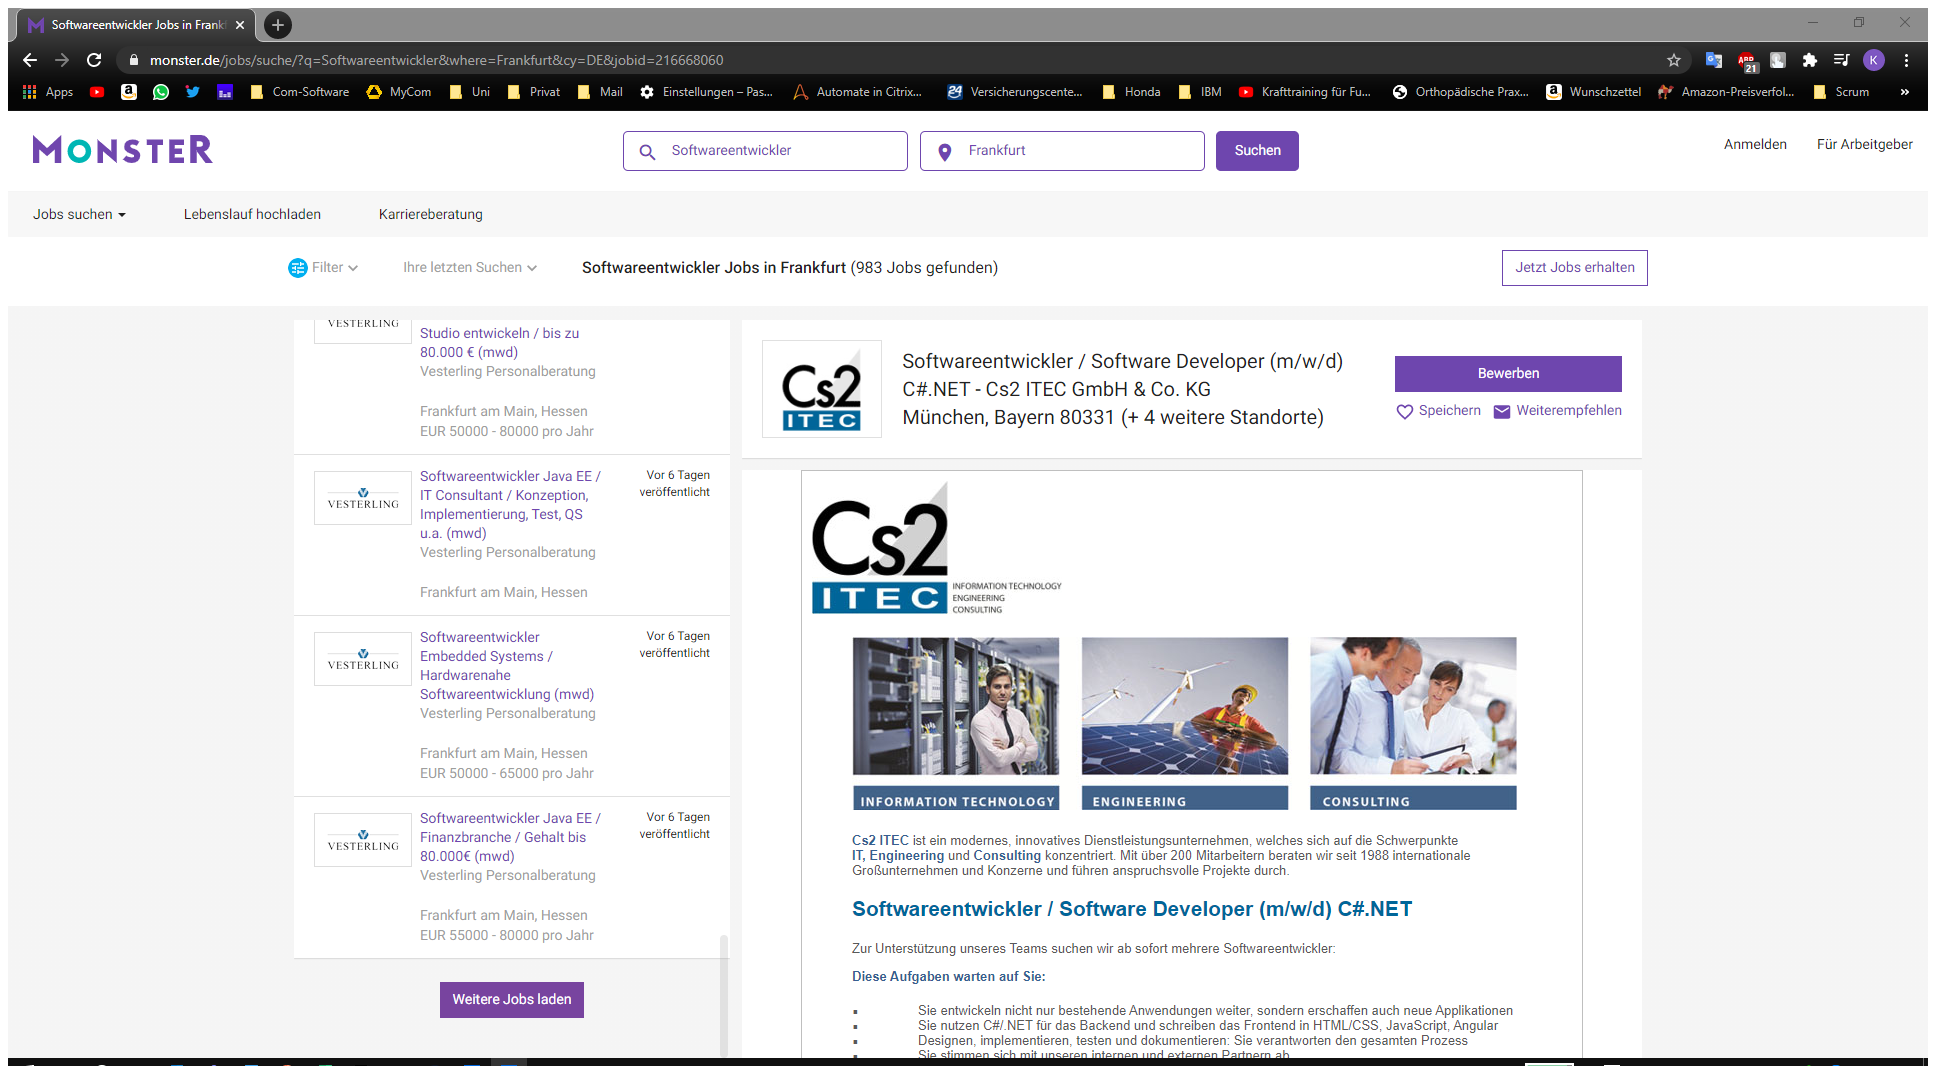 Softwareentwickler Jobs in Frank
monster.de/jobs/suche/?q=Softwareentwickler&where=Frankfurt&cy=DE&jobid=216668060
ABP
21
K
Apps
Com-Software
MyCom
Uni
Privat
Mail
Einstellungen – Pas...
Automate in Citrix...
24
Versicherungscente...
Honda
IBM
Krafttraining für Fu...
Orthopädische Prax...
Wunschzettel
Amazon-Preisverfol...
Scrum
»
MONSTER
Softwareentwickler
Frankfurt
Suchen
Anmelden
Für Arbeitgeber
Jobs suchen
Lebenslauf hochladen
Karriereberatung
Filter
Ihre letzten Suchen
Softwareentwickler Jobs in Frankfurt (983 Jobs gefunden)
Jetzt Jobs erhalten
VESTERLING
Studio entwickeln / bis zu
80.000 € (mwd)
Vesterling Personalberatung
Frankfurt am Main, Hessen
EUR 50000 - 80000 pro Jahr
VESTERLING
Softwareentwickler Java EE /
IT Consultant / Konzeption,
Implementierung, Test, QS
u.a. (mwd)
Vesterling Personalberatung
Frankfurt am Main, Hessen
Vor 6 Tagen
veröffentlicht
VESTERLING
Softwareentwickler
Embedded Systems /
Hardwarenahe
Softwareentwicklung (mwd)
Vesterling Personalberatung
Frankfurt am Main, Hessen
EUR 50000 - 65000 pro Jahr
Vor 6 Tagen
veröffentlicht
VESTERLING
Softwareentwickler Java EE /
Finanzbranche / Gehalt bis
80.000€ (mwd)
Vesterling Personalberatung
Frankfurt am Main, Hessen
EUR 55000 - 80000 pro Jahr
Vor 6 Tagen
veröffentlicht
Weitere Jobs laden
Cs2
ITEC
Softwareentwickler / Software Developer (m/w/d)
C#.NET - Cs2 ITEC GmbH & Co. KG
München, Bayern 80331 (+ 4 weitere Standorte)
Bewerben
Speichern
Weiterempfehlen
Cs2
ITEC
INFORMATION TECHNOLOGY
ENGINEERING
CONSULTING
INFORMATION TECHNOLOGY
ENGINEERING
CONSULTING
Cs2 ITEC ist ein modernes, innovatives Dienstleistungsunternehmen, welches sich auf die Schwerpunkte
IT, Engineering und Consulting konzentriert. Mit über 200 Mitarbeitern beraten wir seit 1988 internationale
Großunternehmen und Konzerne und führen anspruchsvolle Projekte durch.
Softwareentwickler / Software Developer (m/w/d) C#.NET
Zur Unterstützung unseres Teams suchen wir ab sofort mehrere Softwareentwickler:
Diese Aufgaben warten auf Sie:
Sie entwickeln nicht nur bestehende Anwendungen weiter, sondern erschaffen auch neue Applikationen
Sie nutzen C#/.NET für das Backend und schreiben das Frontend in HTML/CSS, JavaScript, Angular
Designen, implementieren, testen und dokumentieren: Sie verantworten den gesamten Prozess
Sie stimmen sich mit unseren internen und externen Partnern ab